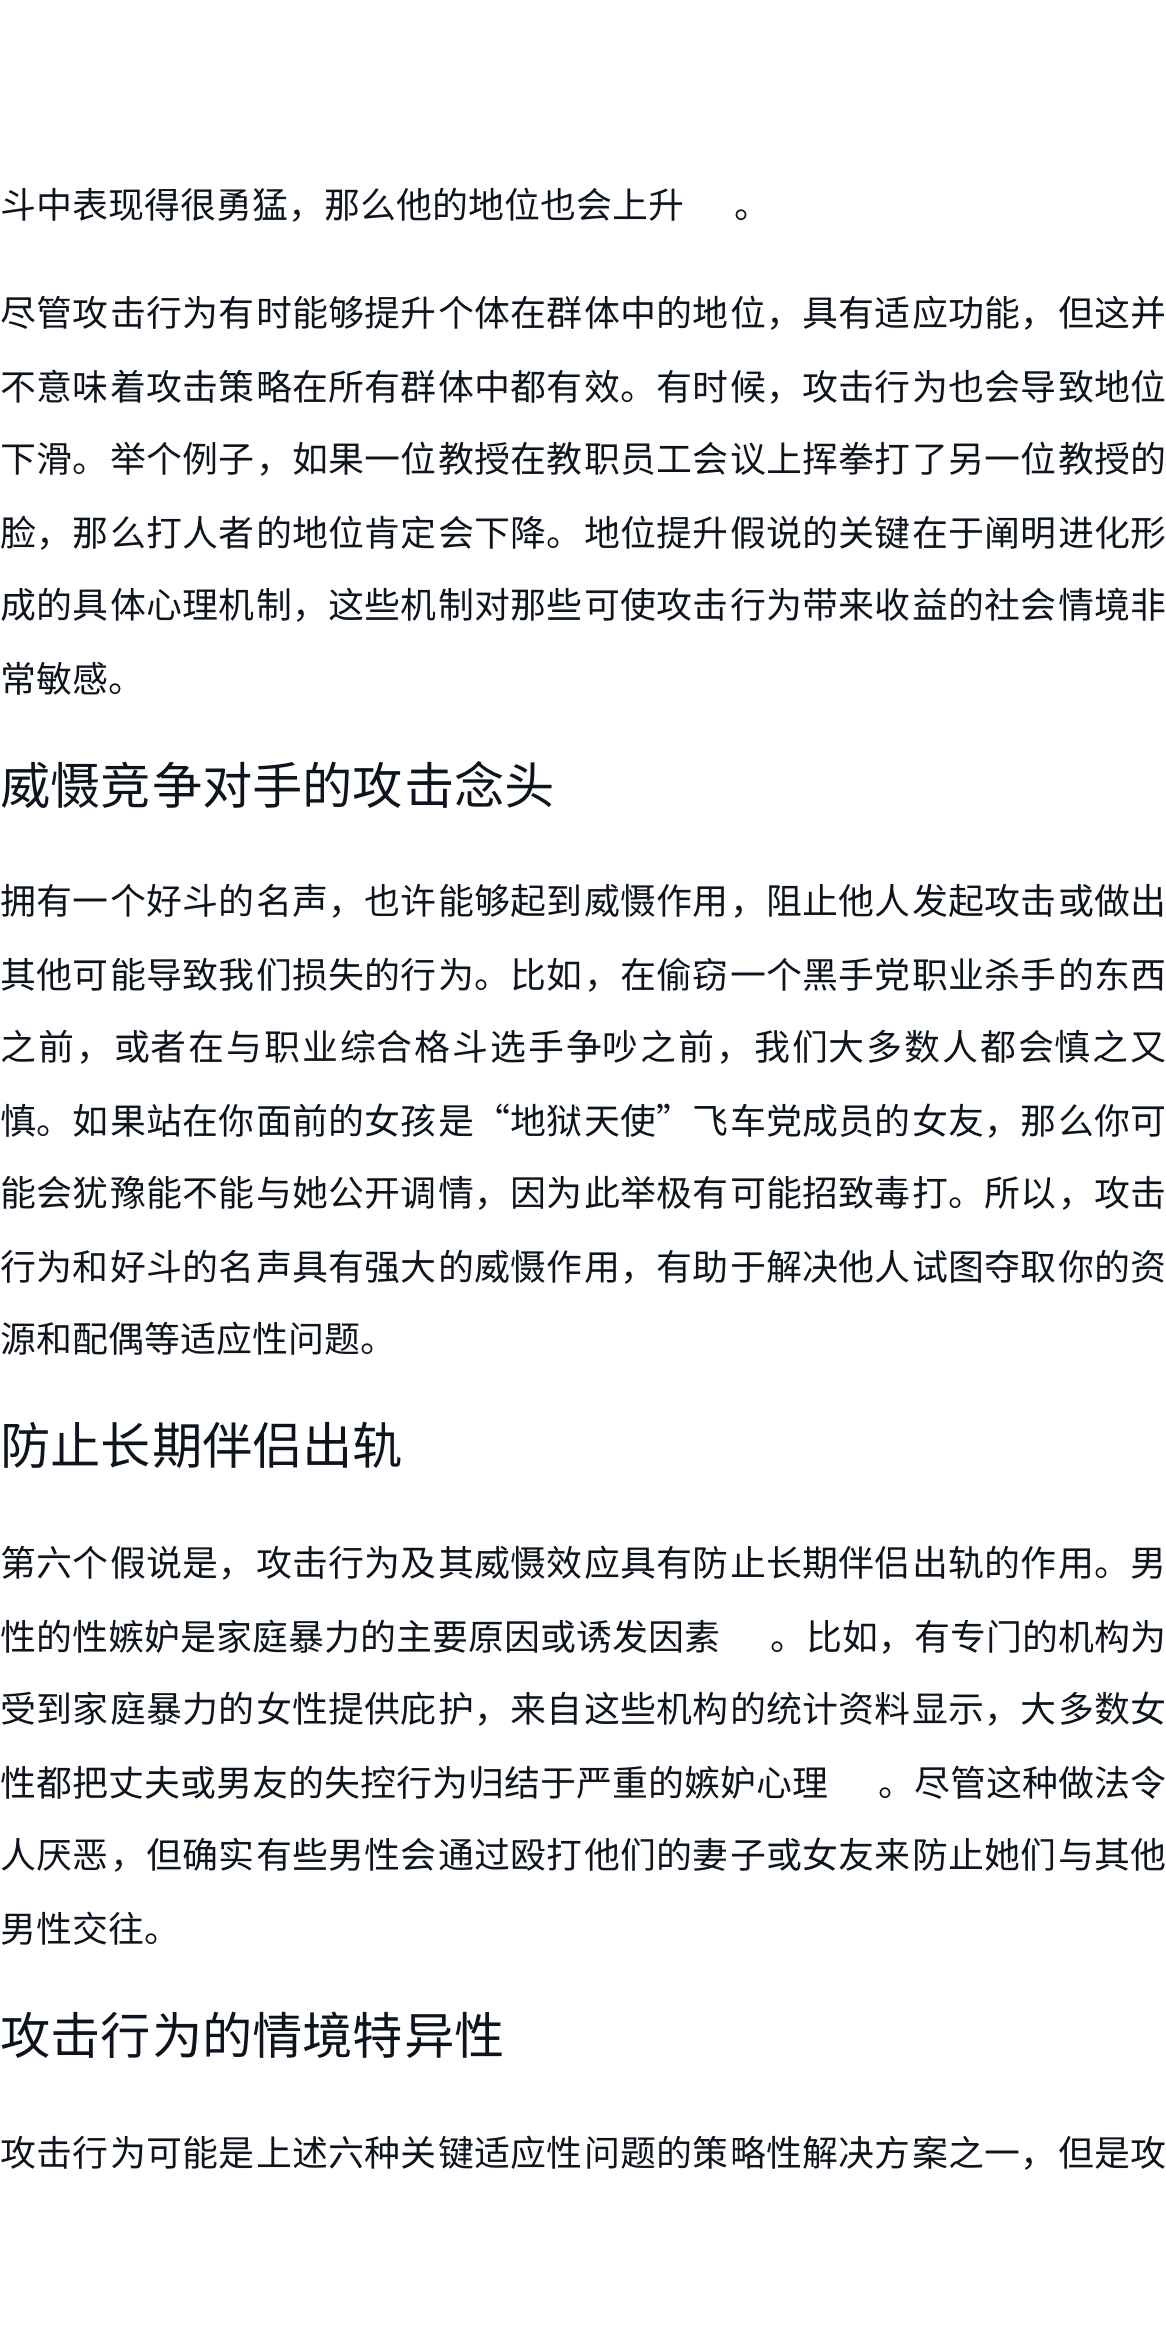 斗中表现得很勇猛，那么他的地位也会上升　。
尽管攻击行为有时能够提升个体在群体中的地位，具有适应功能，但这并
不意味着攻击策略在所有群体中都有效。有时候，攻击行为也会导致地位
下滑。举个例子，如果一位教授在教职员工会议上挥拳打了另一位教授的
脸，那么打人者的地位肯定会下降。地位提升假说的关键在于阐明进化形
成的具体心理机制，这些机制对那些可使攻击行为带来收益的社会情境非
常敏感。
威慑竞争对手的攻击念头
拥有一个好斗的名声，也许能够起到威慑作用，阻止他人发起攻击或做出
其他可能导致我们损失的行为。比如，在偷窃一个黑手党职业杀手的东西
之前，或者在与职业综合格斗选手争吵之前，我们大多数人都会慎之又
慎。如果站在你面前的女孩是“地狱天使”飞车党成员的女友，那么你可
能会犹豫能不能与她公开调情，因为此举极有可能招致毒打。所以，攻击
行为和好斗的名声具有强大的威慑作用，有助于解决他人试图夺取你的资
源和配偶等适应性问题。
防止长期伴侣出轨
第六个假说是，攻击行为及其威慑效应具有防止长期伴侣出轨的作用。男
性的性嫉妒是家庭暴力的主要原因或诱发因素　。比如，有专门的机构为
受到家庭暴力的女性提供庇护，来自这些机构的统计资料显示，大多数女
性都把丈夫或男友的失控行为归结于严重的嫉妒心理　。尽管这种做法令
人厌恶，但确实有些男性会通过殴打他们的妻子或女友来防止她们与其他
男性交往。
攻击行为的情境特异性
攻击行为可能是上述六种关键适应性问题的策略性解决方案之一，但是攻